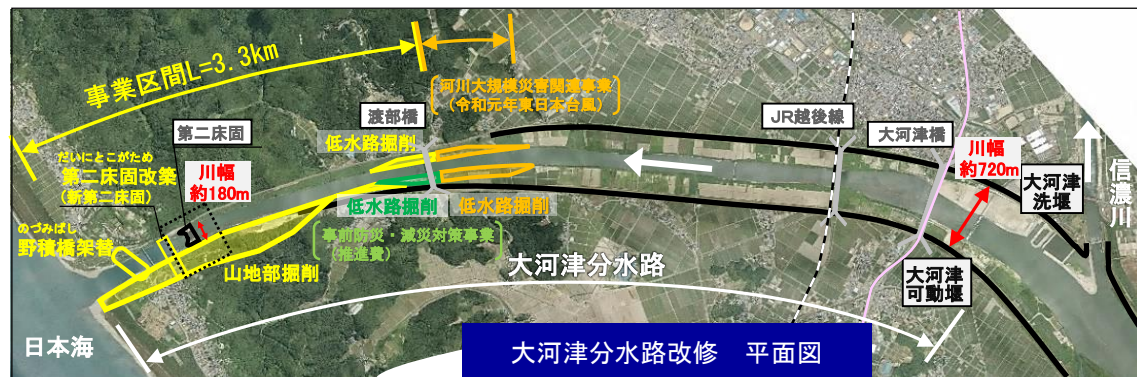 事業区間L=3.3km
河川大規模災害関連事業
（令和元年東日本台風）
渡部橋
JR越後線
大河津橋
第二床固
低水路掘削
川幅
約720m
大河津
洗堰
信濃川
だいにとこがため
第二床固改築
（新第二床固）
川幅
約180m
低水路掘削
低水路掘削
のづみばし
野積橋架替
事前防災・減災対策事業
（推進費）
山地部掘削
大河津分水路
大河津
可動堰
日本海
大河津分水路改修　平面図